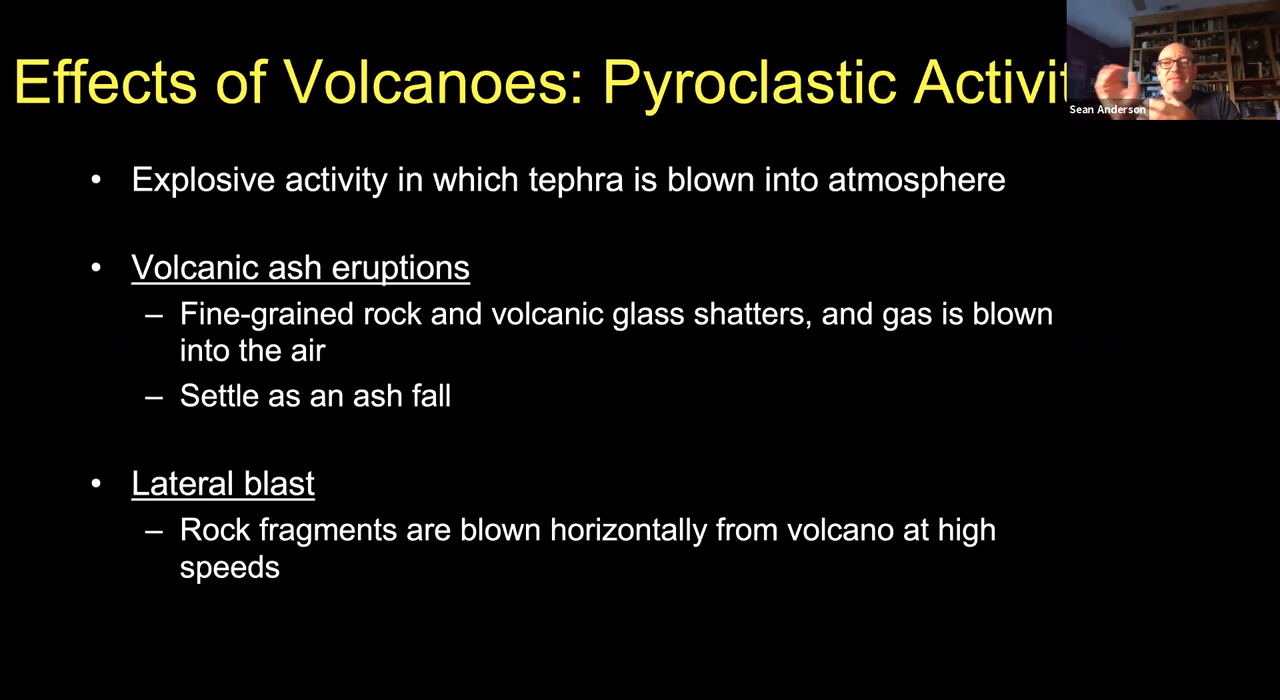 Effects of Volcanoes: Pyroclastic Activit
Sean Anderson
• Explosive activity in which tephra is blown into atmosphere
• Volcanic ash eruptions
– Fine-grained rock and volcanic glass shatters, and gas is blown
into the air
– Settle as an ash fall
• Lateral blast
– Rock fragments are blown horizontally from volcano at high
speeds